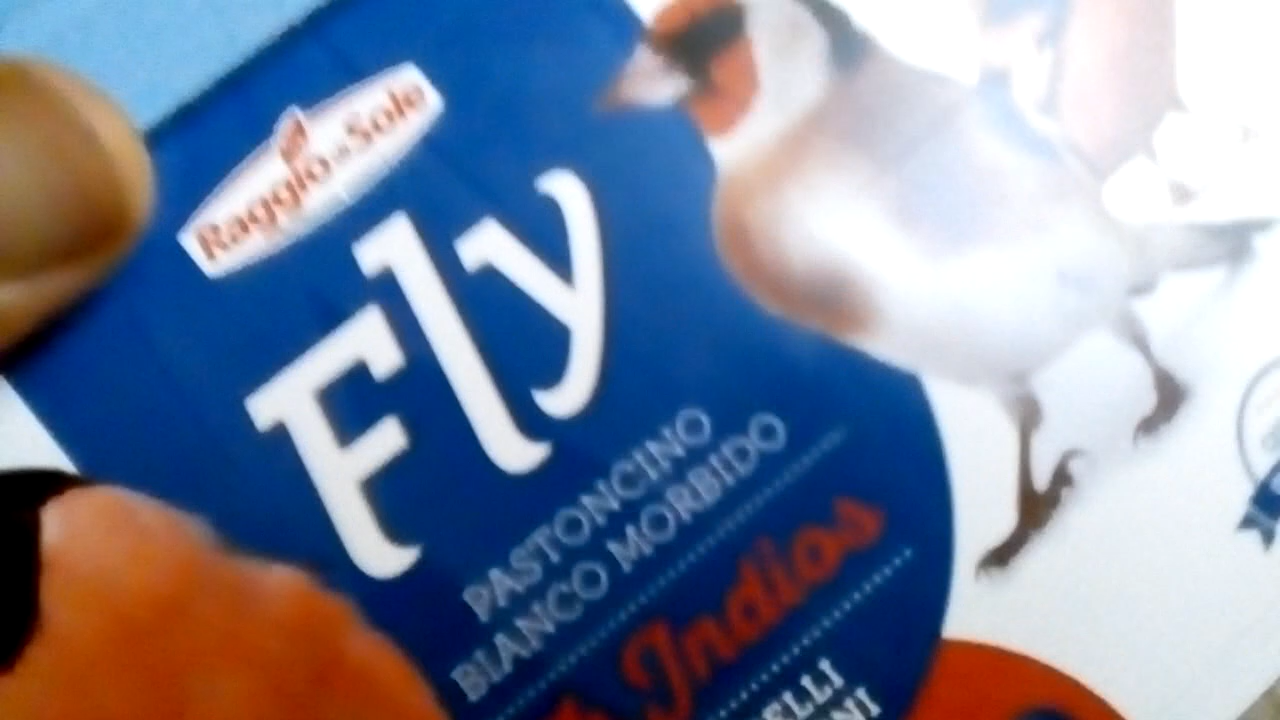 Raggio di Sole
Fly
PASTONCINO
BIANCO MORBIDO
Indios